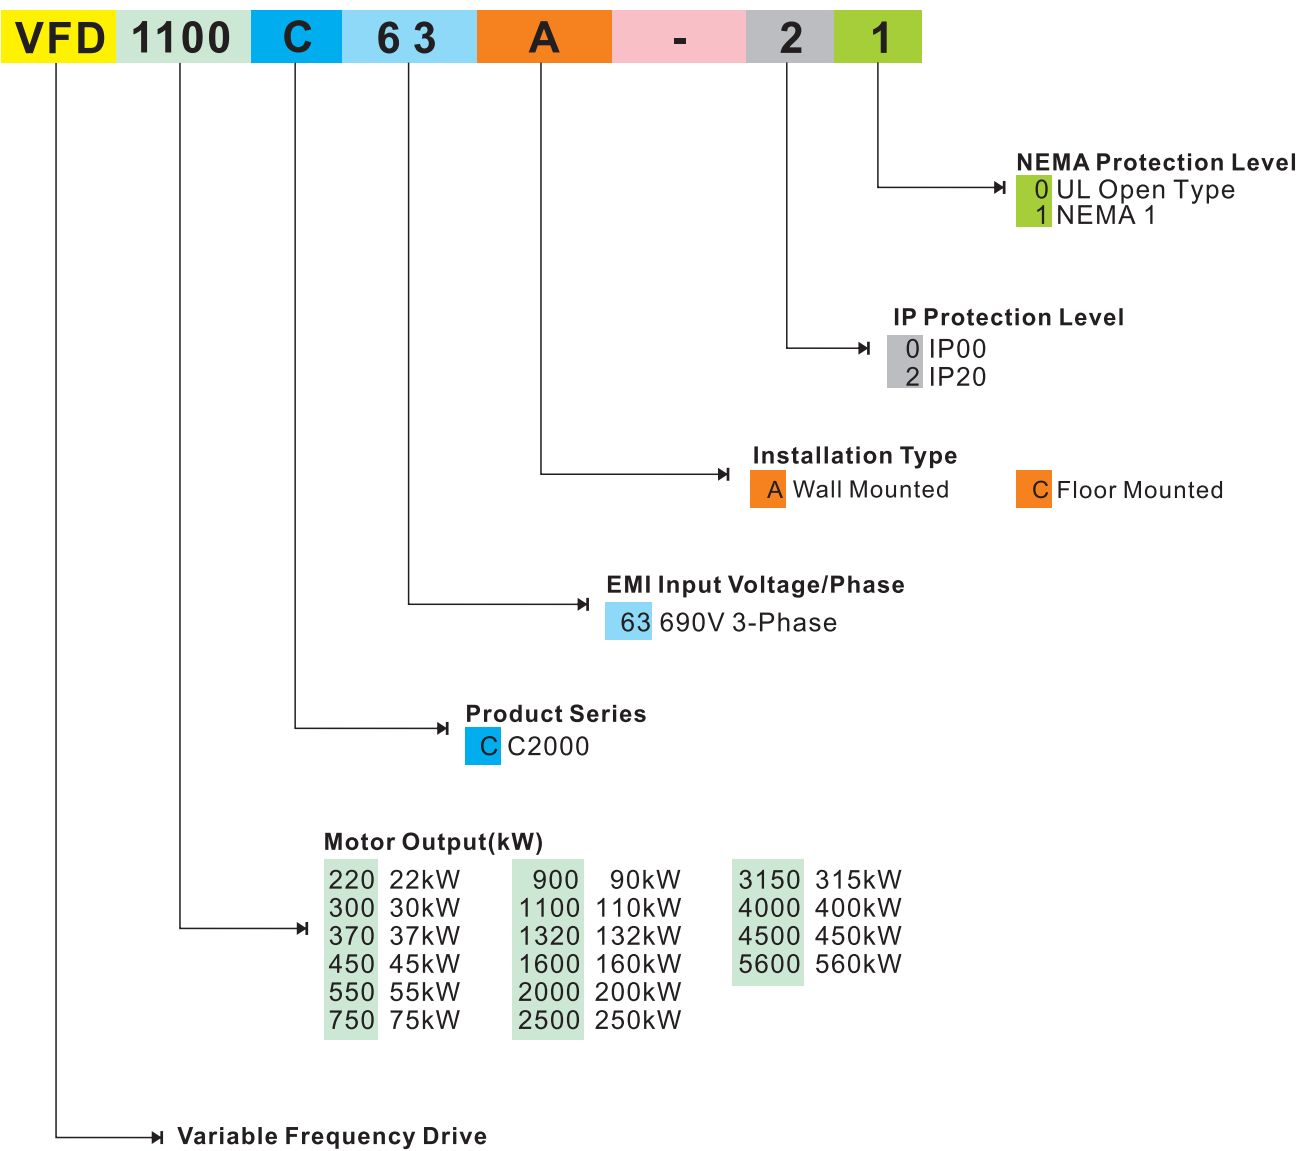 VFD 1100 C 63 A - 2 1
NEMA Protection Level
0 UL Open Type
1 NEMA 1
IP Protection Level
0 IP00
2 IP20
Installation Type
A Wall Mounted C Floor Mounted
EMI Input Voltage/Phase
63 690V 3-Phase
Product Series
C C2000
Motor Output(kW)
220 22kW 900 90kW 3150 315kW
300 30kW 1100 110kW 4000 400kW
370 37kW 1320 132kW 4500 450kW
450 45kW 1600 160kW 5600 560kW
550 55kW 2000 200kW
750 75kW 2500 250kW
Variable Frequency Drive